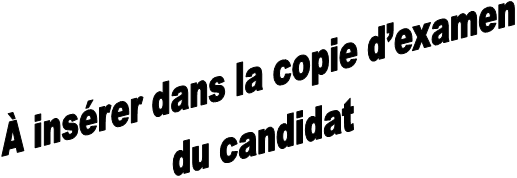 À insérer dans la copie d'examen
du candidat